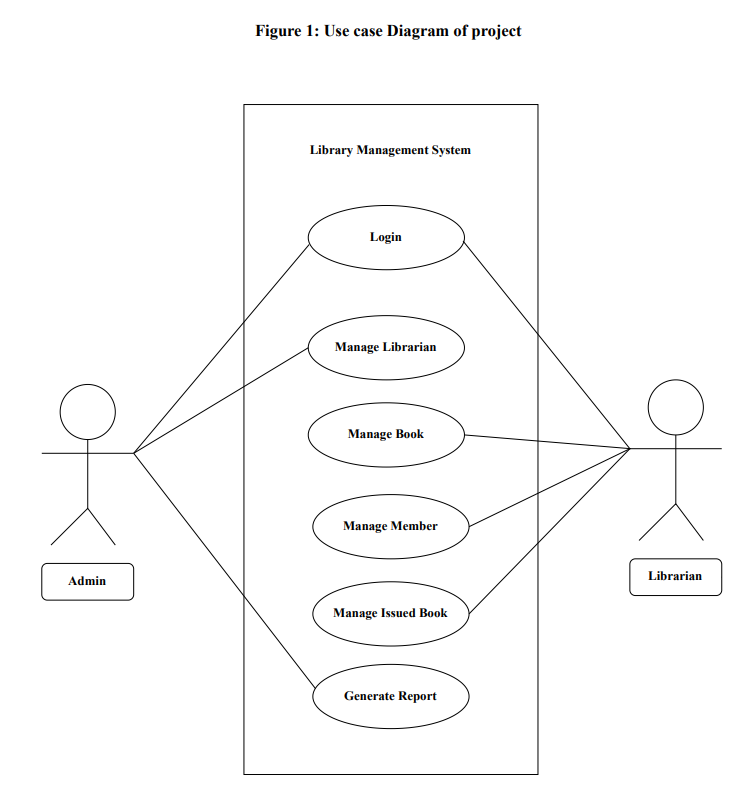 Figure 1: Use case Diagram of project
Library Management System
Login
Manage Librarian
Manage Book
Manage Member
Manage Issued Book
Generate Report
Admin
Librarian